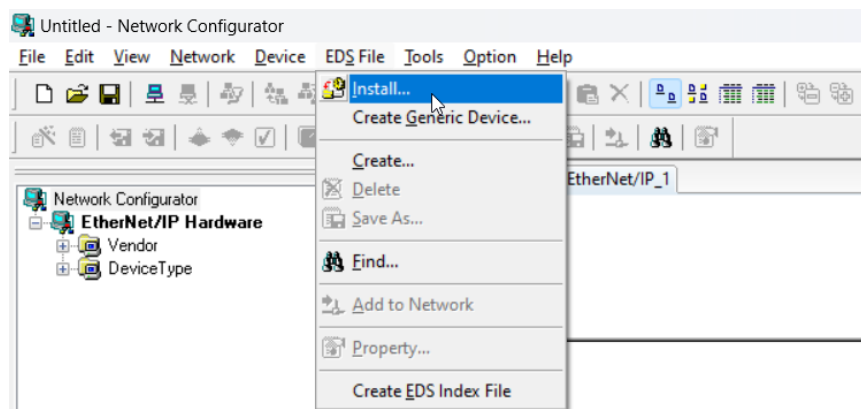 Untitled - Network Configurator
File Edit View Network Device EDS File Tools Option Help
Install...
Create Generic Device...
Create...
Delete
Save As...
Find...
Add to Network
Property...
Create EDS Index File
EtherNet/IP_1
Network Configurator
EtherNet/IP Hardware
Vendor
DeviceType